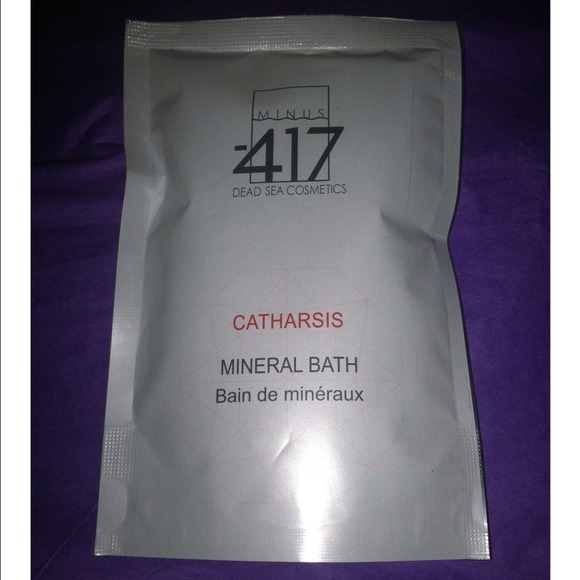 MINUS
-417
DEAD SEA COSMETICS
CATHARSIS
MINERAL BATH
Bain de minéraux